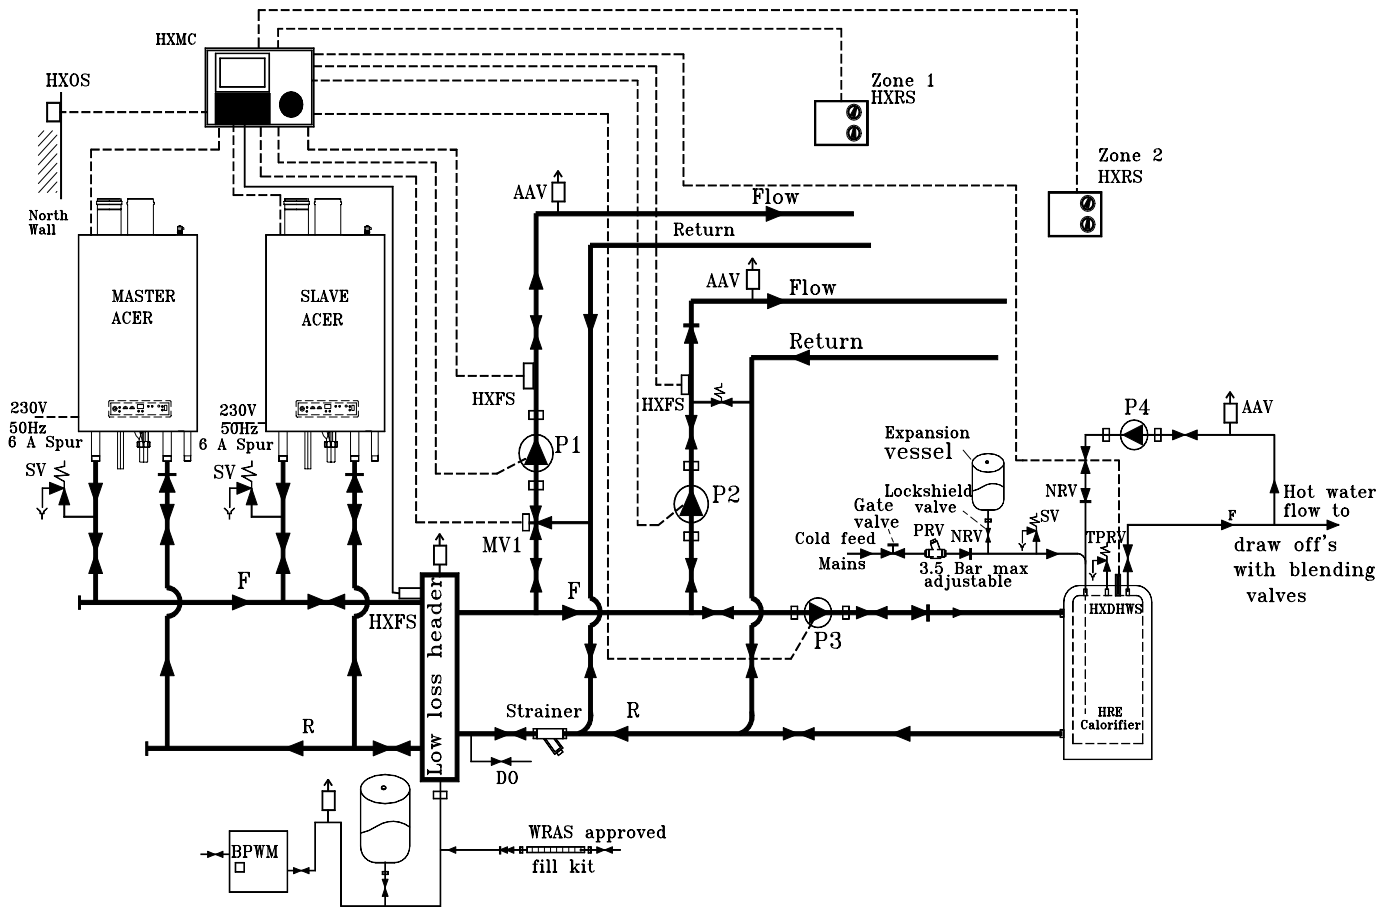 HXMC
HXOS
Zone 1
HXRS
Zone 2
HXRS
North
Wall
AAV
Flow
Return
AAV
Flow
Return
MASTER
ACER
SLAVE
ACER
HXFS
HXFS
230V
50Hz
6 A Spur
230V
50Hz
6 A Spur
SV
SV
P1
P2
MV1
P4
AAV
Expansion
vessel
Lockshield
valve
Gate
valve
PRV
NRV
SV
NRV
Cold feed
Mains
3.5 Bar max
adjustable
TPRV
F
Hot water
flow to
draw off's
with blending
valves
F
HXFS
F
P3
HXDHWS
HRE
Calorifier
Low loss header
R
Strainer
R
DO
BPWM
WRAS approved
fill kit